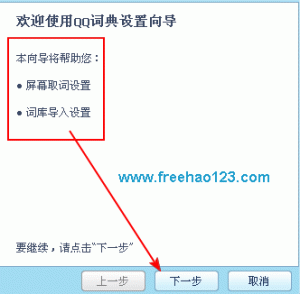 欢迎使用QQ词典设置向导
本向导将帮助您：
● 屏幕取词设置
● 词库导入设置
www.freehao123.com
要继续，请点击“下一步”
上一步 下一步 取消